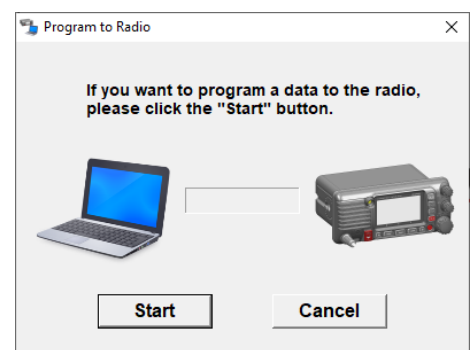 Program to Radio
If you want to program a data to the radio,
please click the "Start" button.
Start
Cancel